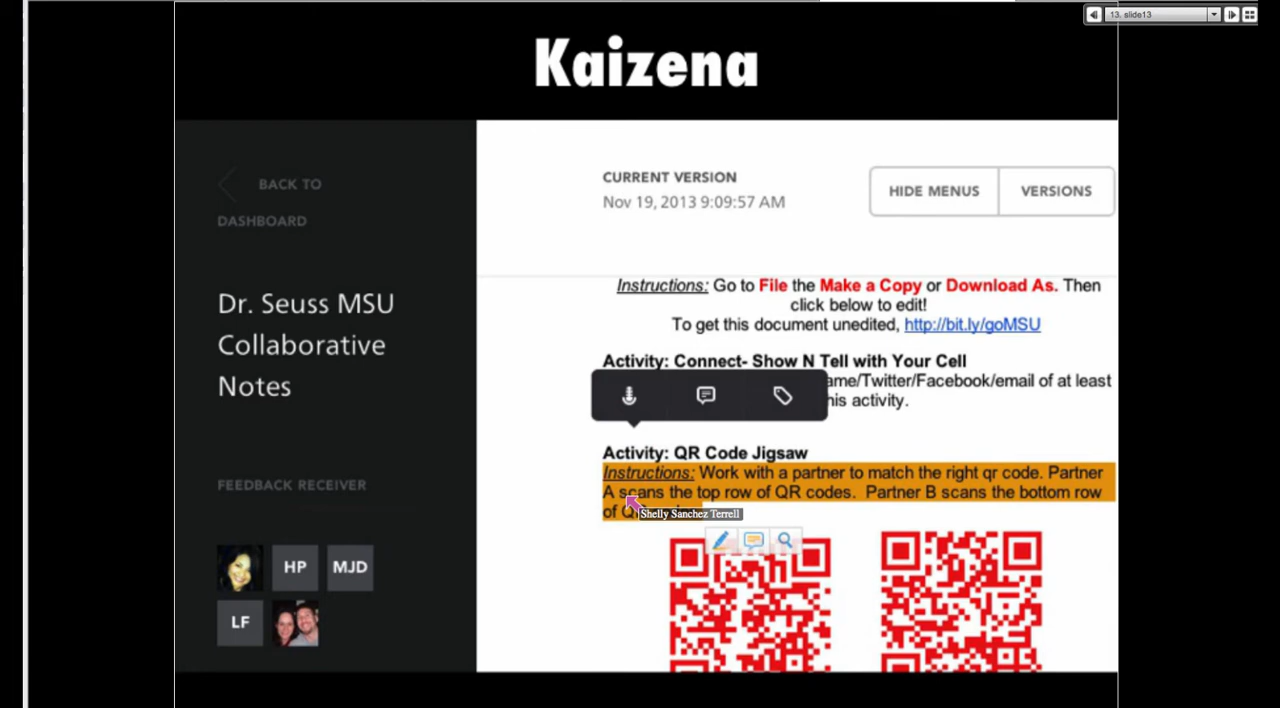 13. slide13
Kaizena
BACK TO
DASHBOARD
Dr. Seuss MSU
Collaborative
Notes
FEEDBACK RECEIVER
HP
MJD
LF
CURRENT VERSION
Nov 19, 2013 9:09:57 AM
HIDE MENUS
VERSIONS
Instructions: Go to File the Make a Copy or Download As. Then
click below to edit!
To get this document unedited, http://bit.ly/goMSU
Activity: Connect- Show N Tell with Your Cell
ame/Twitter/Facebook/email of at least
his activity.
Activity: QR Code Jigsaw
Instructions: Work with a partner to match the right qr code. Partner
A scans the top row of QR codes. Partner B scans the bottom row
of
Shelly Sanchez Terrell